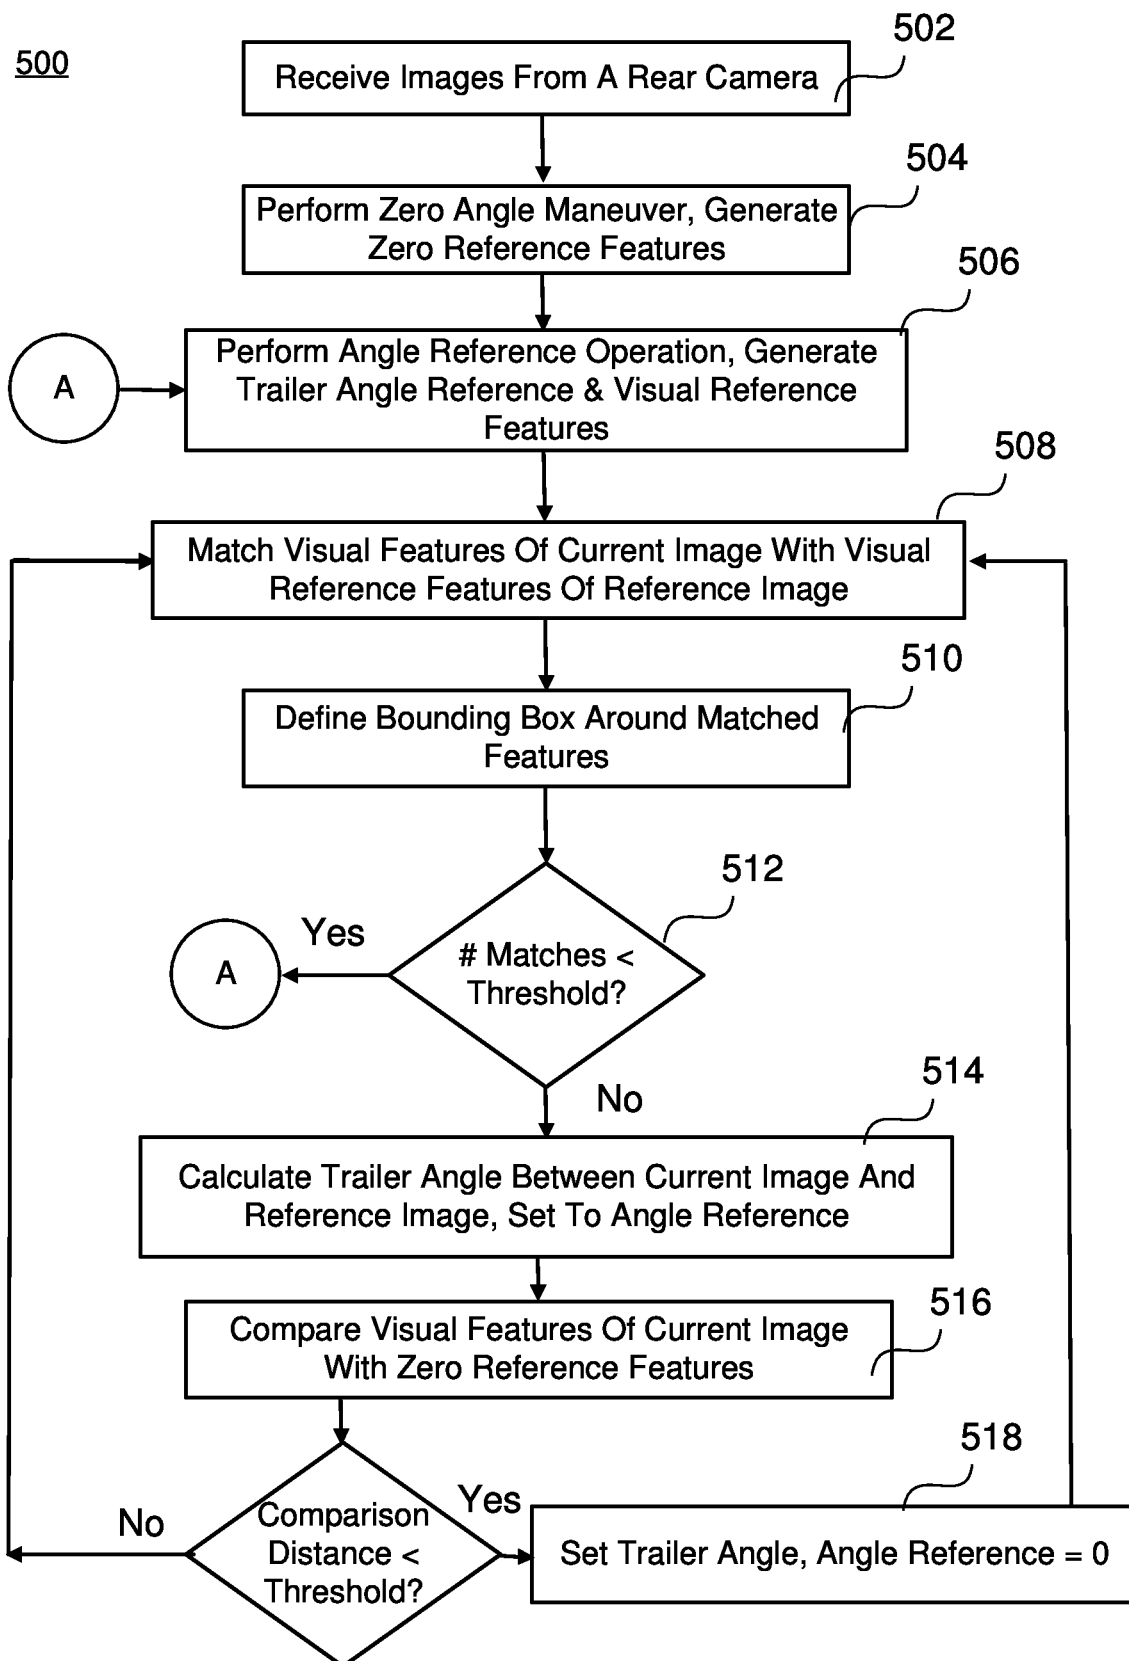 500
502
Receive Images From A Rear Camera
504
Perform Zero Angle Maneuver, Generate
Zero Reference Features
506
Perform Angle Reference Operation, Generate
Trailer Angle Reference & Visual Reference
Features
A
508
Match Visual Features Of Current Image With Visual
Reference Features Of Reference Image
510
Define Bounding Box Around Matched
Features
512
# Matches <
Threshold?
Yes
A
No
514
Calculate Trailer Angle Between Current Image And
Reference Image, Set To Angle Reference
516
Compare Visual Features Of Current Image
With Zero Reference Features
518
Comparison
Distance <
Threshold?
No
Yes
Set Trailer Angle, Angle Reference = 0